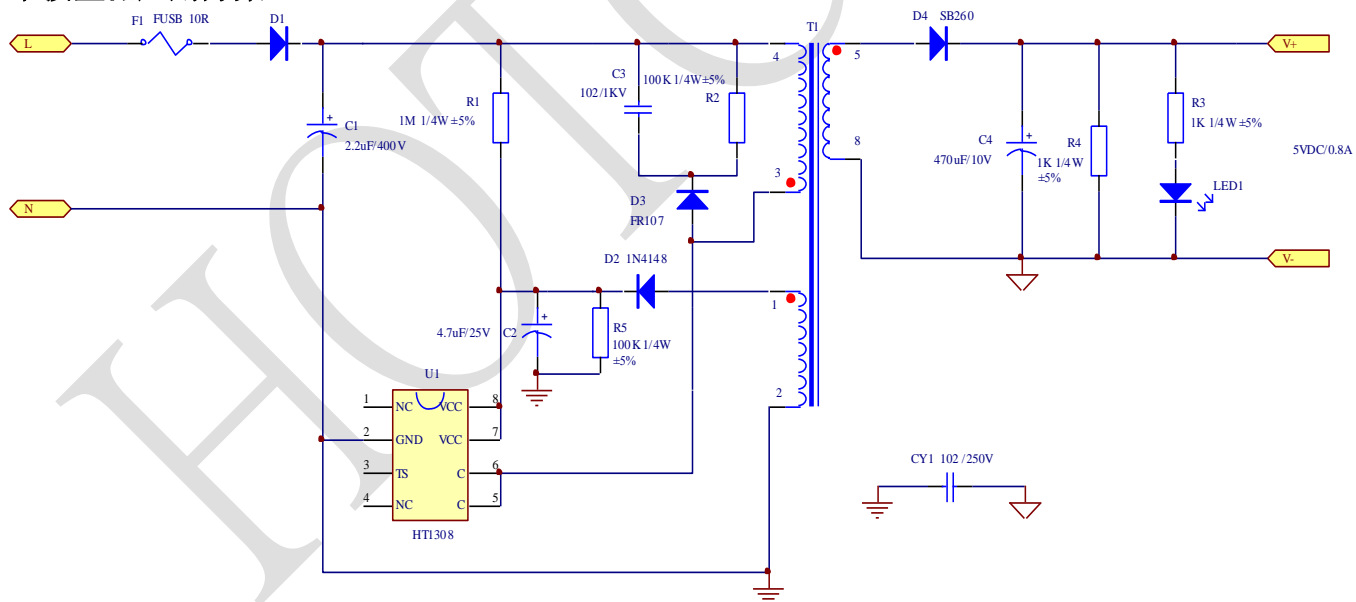 F1 FUSB 10R
D1
L
D4 SB260
T1
V+
4
5
C3
102/1KV
100K 1/4W±5%
R2
R1
1M 1/4W ±5%
C1
2.2uF/400V
+
R3
1K 1/4W ±5%
C4
470uF/10V
+
R4
1K 1/4W
±5%
8
5VDC/0.8A
3
LED1
D3
FR107
N
D2 1N4148
V-
1
4.7uF/25V
C2
+
R5
100K 1/4W
±5%
2
U1
1 NC VCC 8
2 GND VCC 7
3 TS C 6
4 NC C 5
HT1308
CY1 102/250V